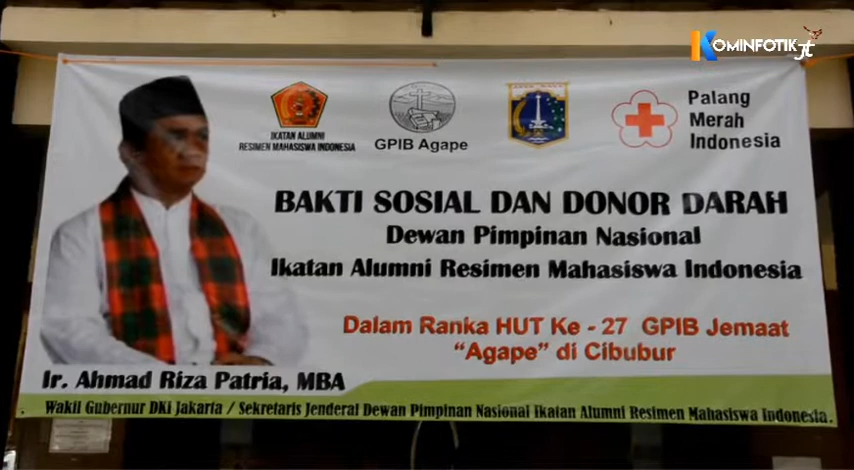 KOMINFOTIK JT
IKATAN ALUMNI
RESIMEN MAHASISWA INDONESIA
GPIB Agape
Palang
Merah
Indonesia
BAKTI SOSIAL DAN DONOR DARAH
Dewan Pimpinan Nasional
Ikatan Alumni Resimen Mahasiswa Indonesia
Dalam Ranka HUT Ke - 27 GPIB Jemaat
“Agape” di Cibubur
Ir. Ahmad Riza Patria, MBA
Wakil Gubernur DKI Jakarta / Sekretaris Jenderal Dewan Pimpinan Nasional Ikatan Alumni Resimen Mahasiswa Indonesia.